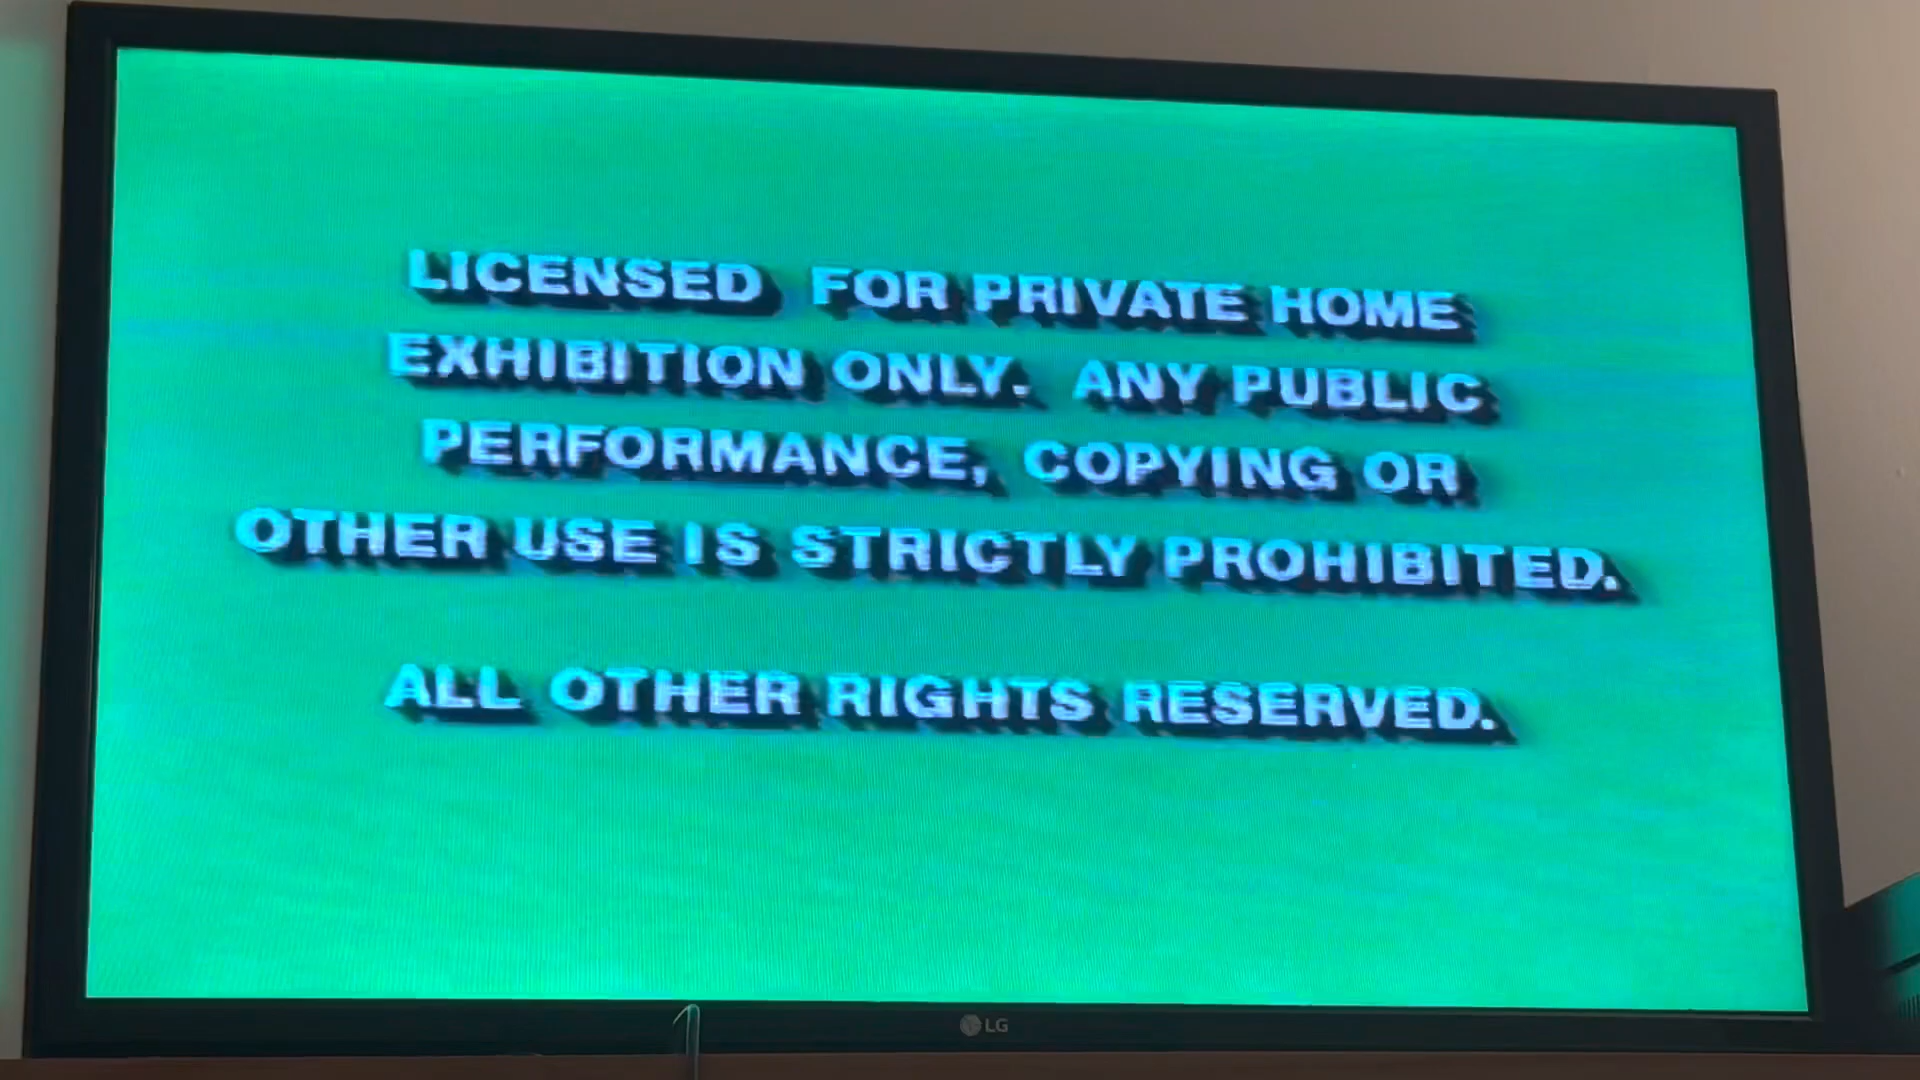 LICENSED FOR PRIVATE HOME
EXHIBITION ONLY. ANY PUBLIC
PERFORMANCE, COPYING OR
OTHER USE IS STRICTLY PROHIBITED.
ALL OTHER RIGHTS RESERVED.
LG